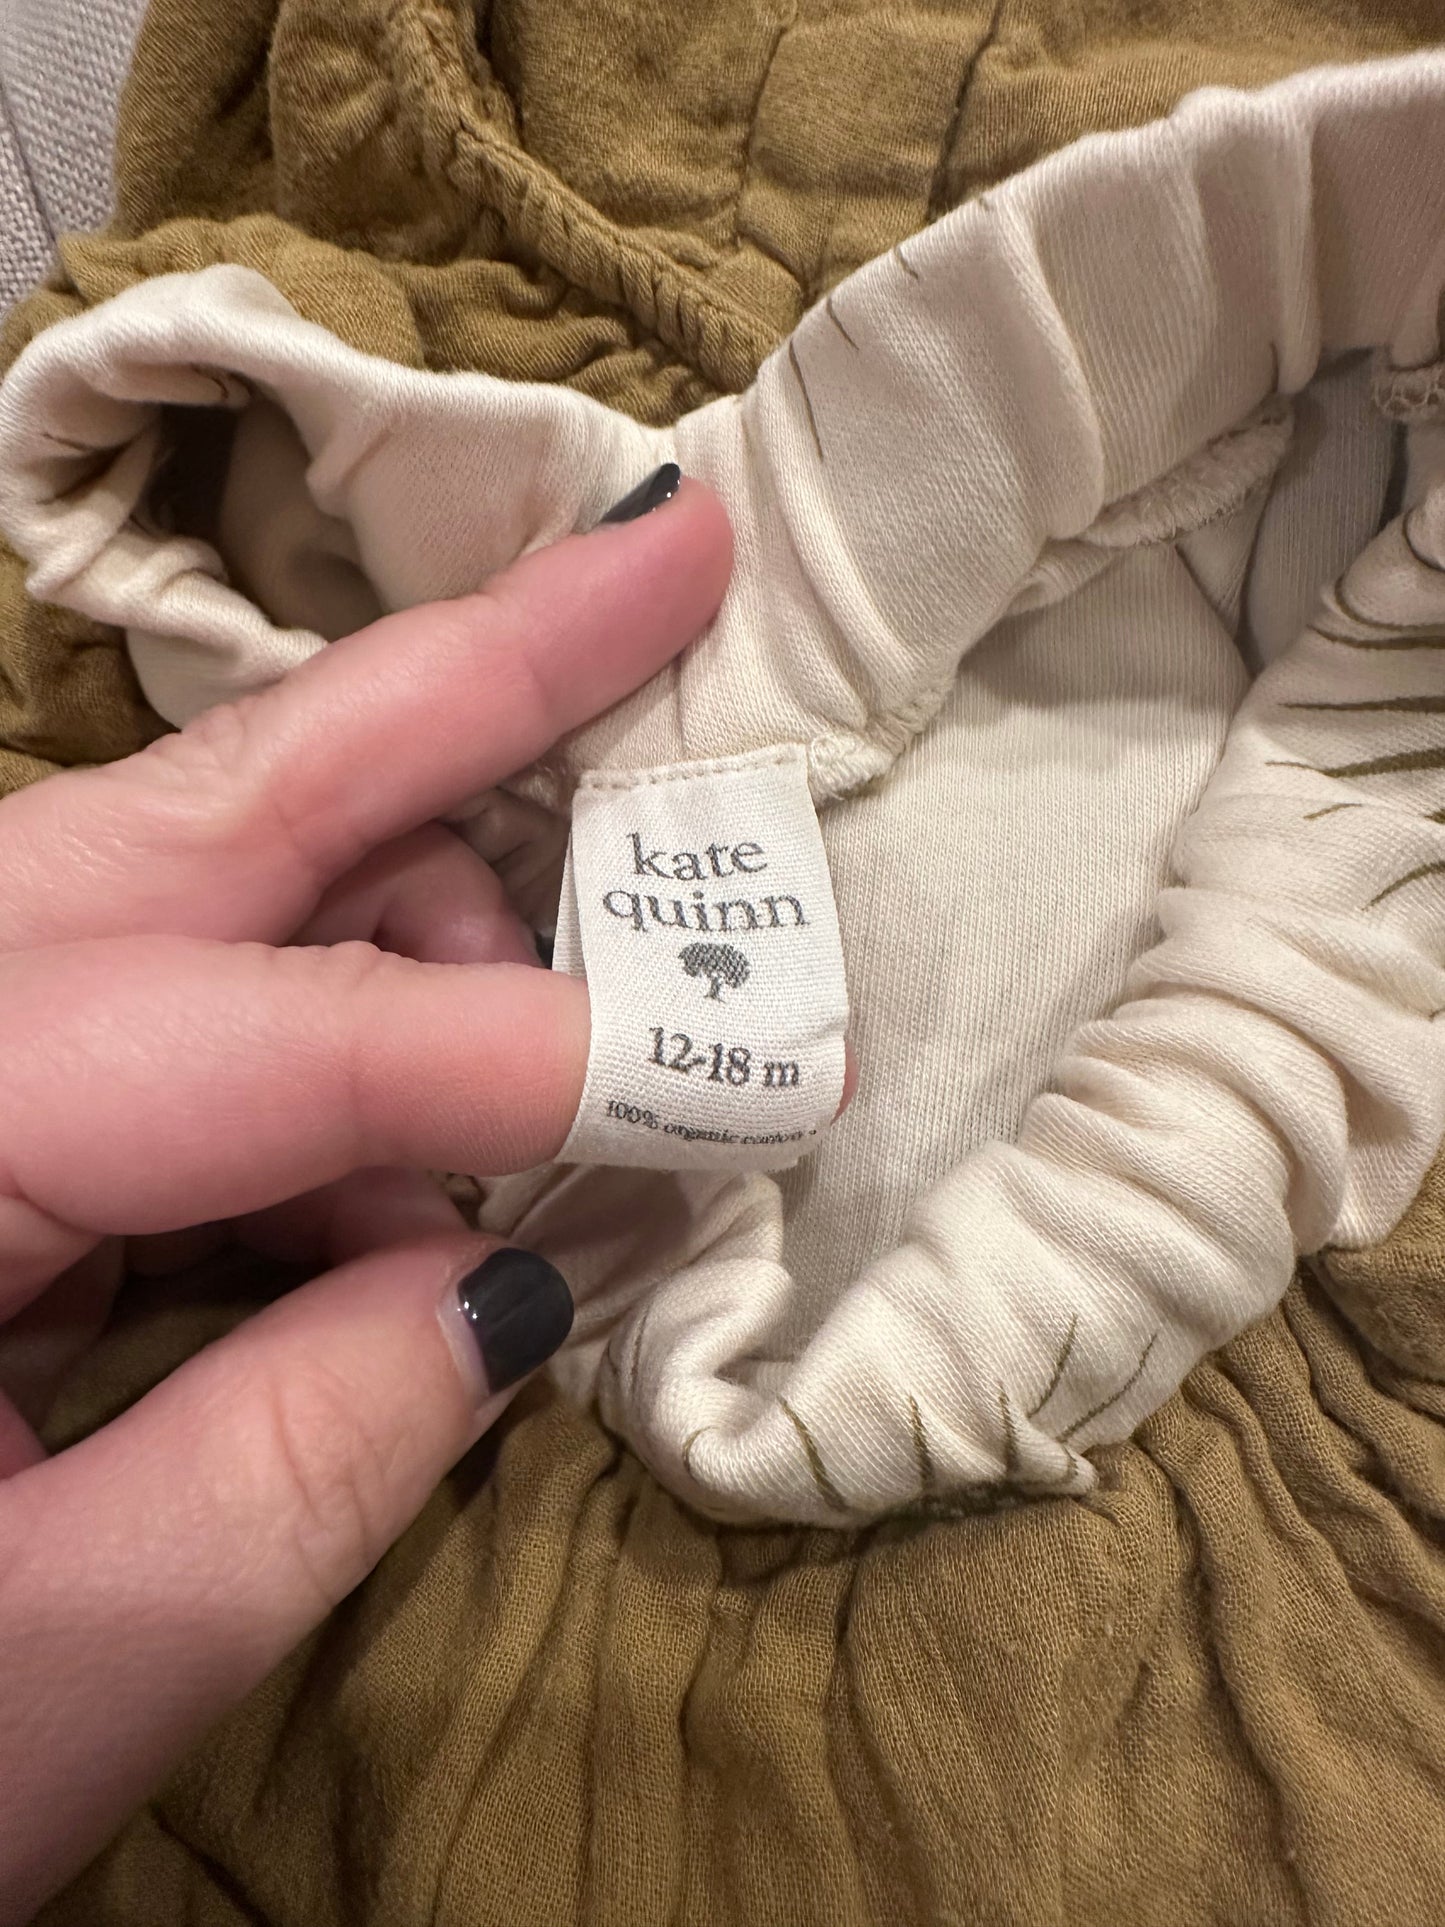 kate
quinn
12-18 m
100% organic cotton